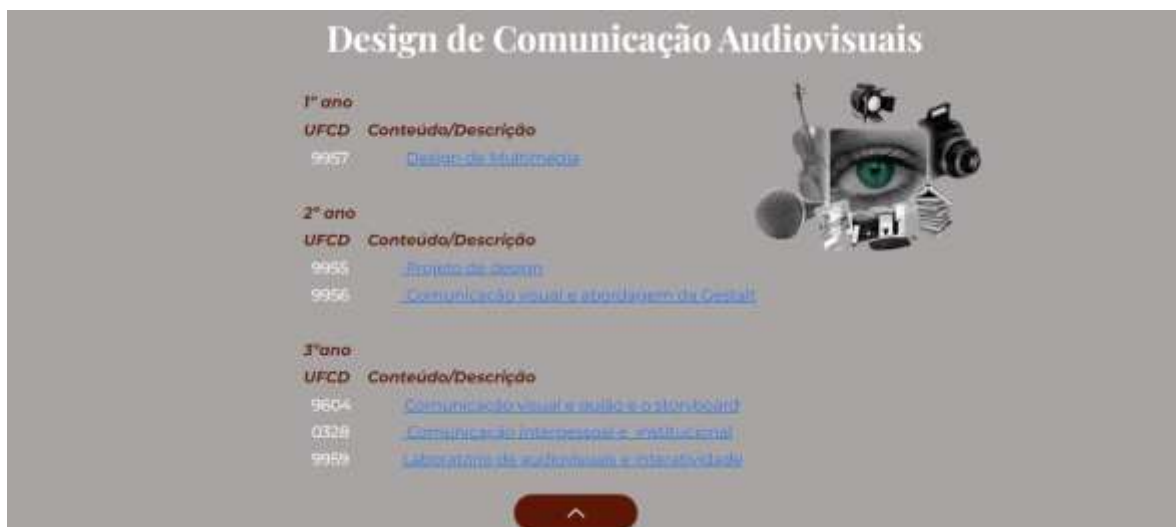 Design de Comunicação Audiovisuais
1º ano
UFCD Conteúdo/Descrição
9957 Design de Multimédia
2º ano
UFCD Conteúdo/Descrição
9955 Projeto de design
9956 Comunicação visual e abordagem da Gestalt
3ºano
UFCD Conteúdo/Descrição
9604 Comunicação visual e guião e o storyboard
0328 Comunicação interpessoal e institucional
9959 Laboratório de audiovisuais e interatividade